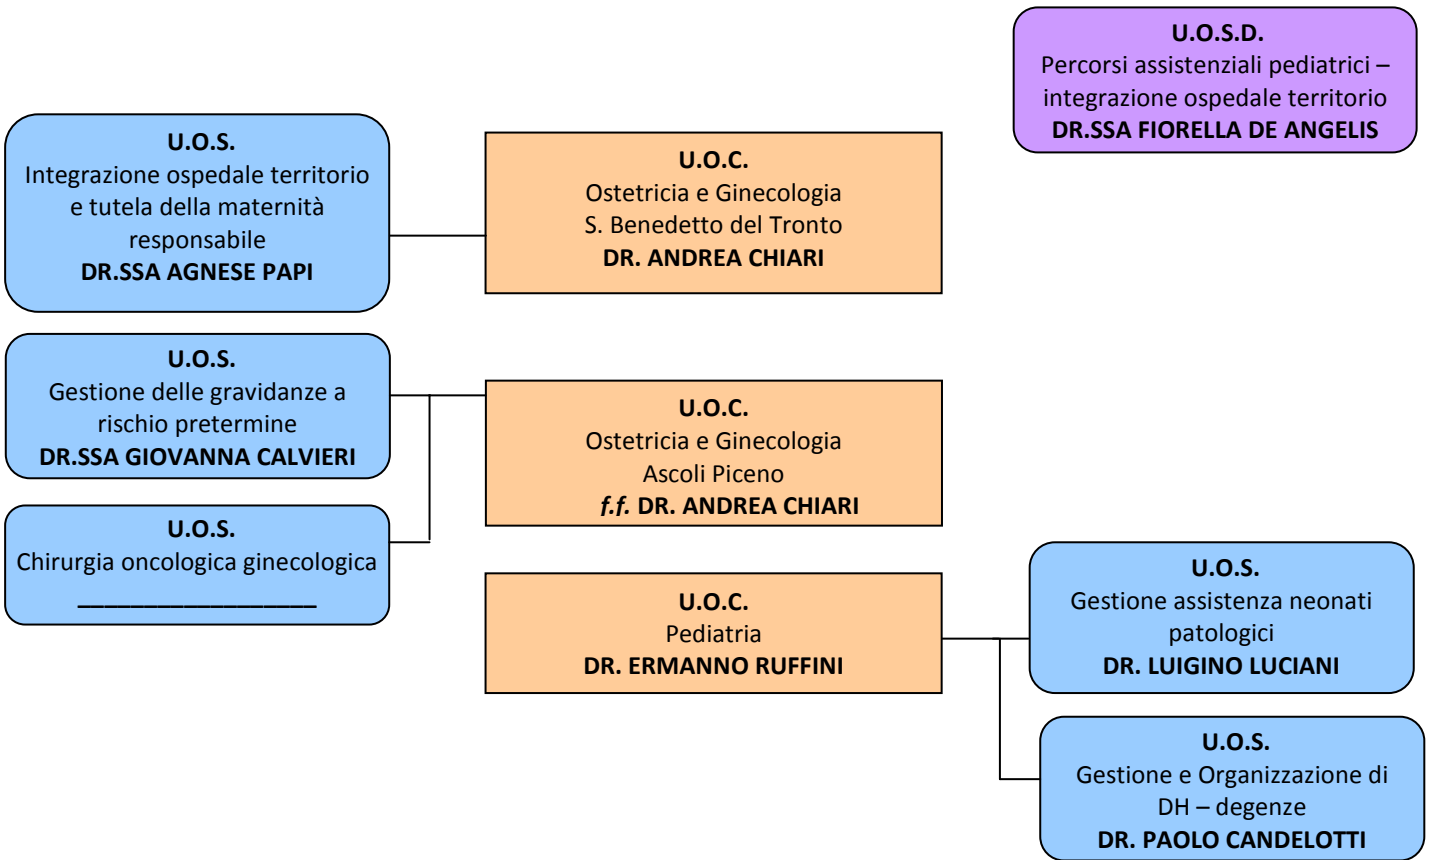 U.O.S.D.
Percorsi assistenziali pediatrici –
integrazione ospedale territorio
DR.SSA FIORELLA DE ANGELIS
U.O.S.
Integrazione ospedale territorio
e tutela della maternità
responsabile
DR.SSA AGNESE PAPI
U.O.C.
Ostetricia e Ginecologia
S. Benedetto del Tronto
DR. ANDREA CHIARI
U.O.S.
Gestione delle gravidanze a
rischio pretermine
DR.SSA GIOVANNA CALVIERI
U.O.C.
Ostetricia e Ginecologia
Ascoli Piceno
f.f. DR. ANDREA CHIARI
U.O.S.
Chirurgia oncologica ginecologica
__________________
U.O.C.
Pediatria
DR. ERMANNO RUFFINI
U.O.S.
Gestione assistenza neonati
patologici
DR. LUIGINO LUCIANI
U.O.S.
Gestione e Organizzazione di
DH – degenze
DR. PAOLO CANDELOTTI